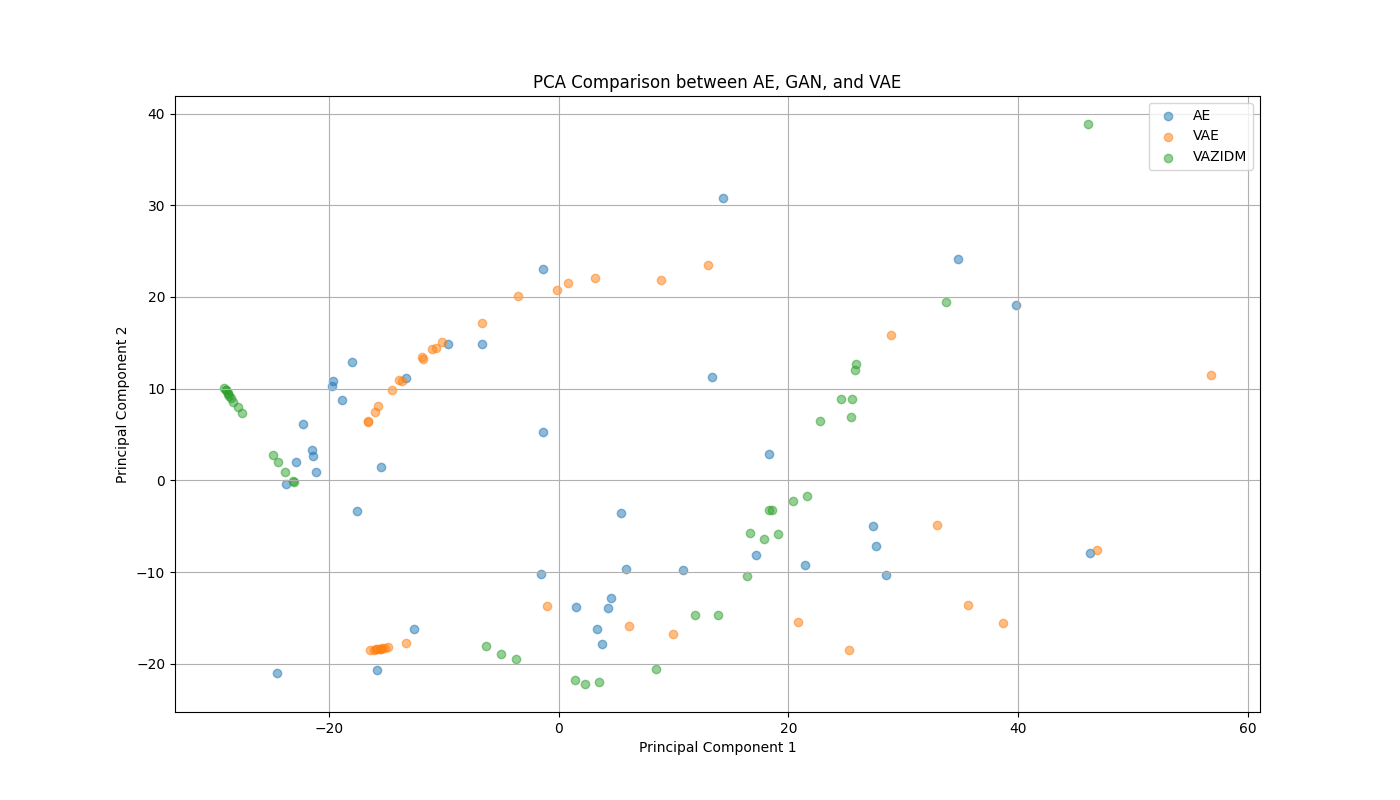 PCA Comparison between AE, GAN, and VAE
AE
VAE
VAZIDM
Principal Component 2
40
30
20
10
0
−10
−20
−20 0 20 40 60
Principal Component 1